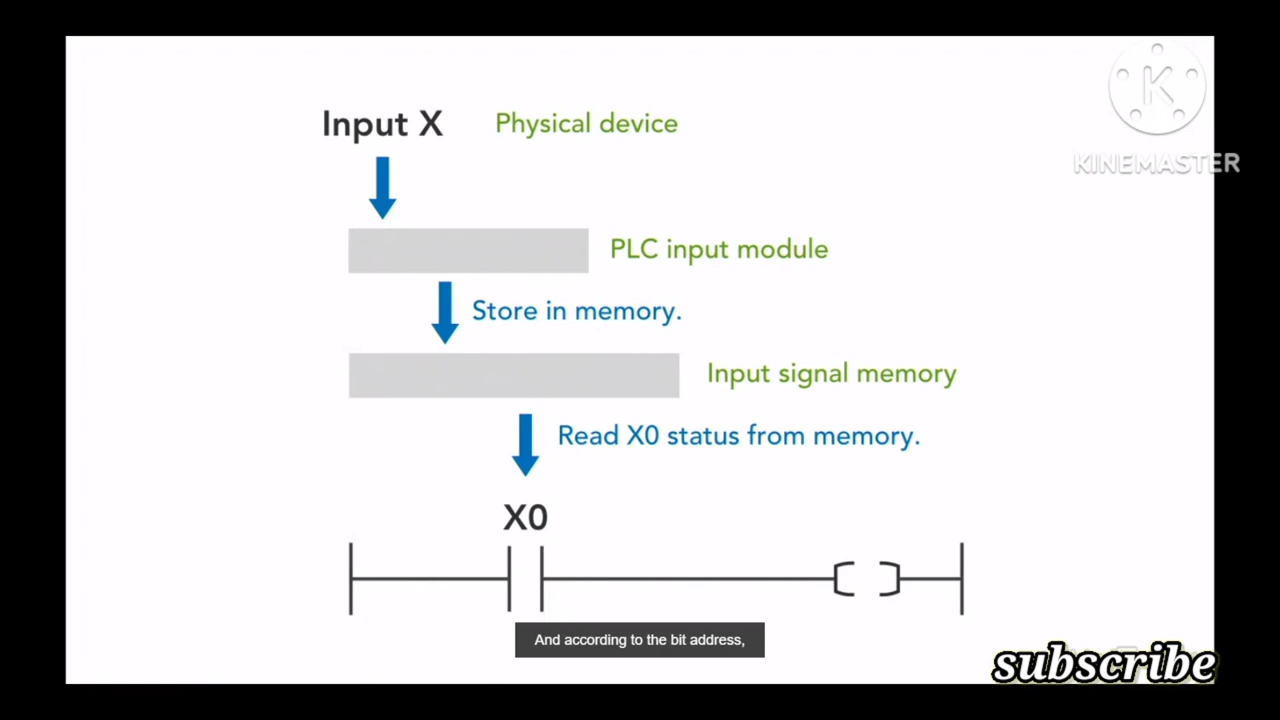 Input X Physical device
K
KINEMASTER
PLC input module
Store in memory.
Input signal memory
Read X0 status from memory.
X0
And according to the bit address,
subscribe